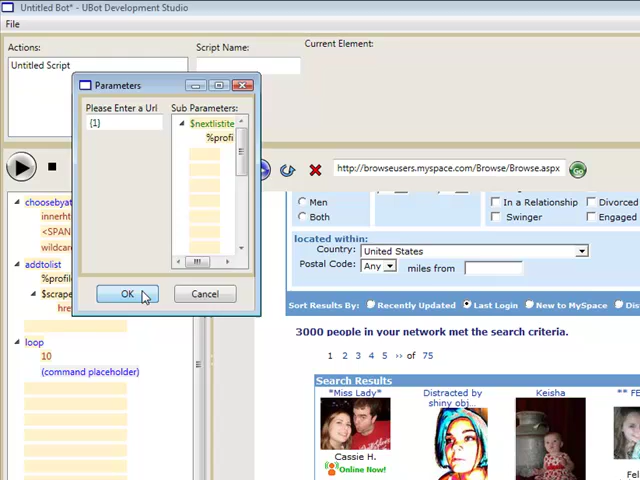 Untitled Bot* - UBot Development Studio
File
Actions:
Script Name:
Current Element:
Untitled Script
Parameters
Please Enter a Url
Sub Parameters:
{1}
$nextlistite
%profi
OK
Cancel
http://browseusers.myspace.com/Browse/Browse.aspx
choosebyat
innerht
<SPAN
wildcar
addtolist
%profile
$scrape
hre
loop
10
(command placeholder)
Men
Both
In a Relationship
Divorced
Swinger
Engaged
located within:
Country:
United States
Postal Code:
Any
miles from
Sort Results By:
Recently Updated
Last Login
New to MySpace
Dis
3000 people in your network met the search criteria.
1 2 3 4 5 ›› of 75
Search Results
*Miss Lady*
Distracted by shiny obj...
Keisha
** FE
Cassie H.
Online Now!
Fel